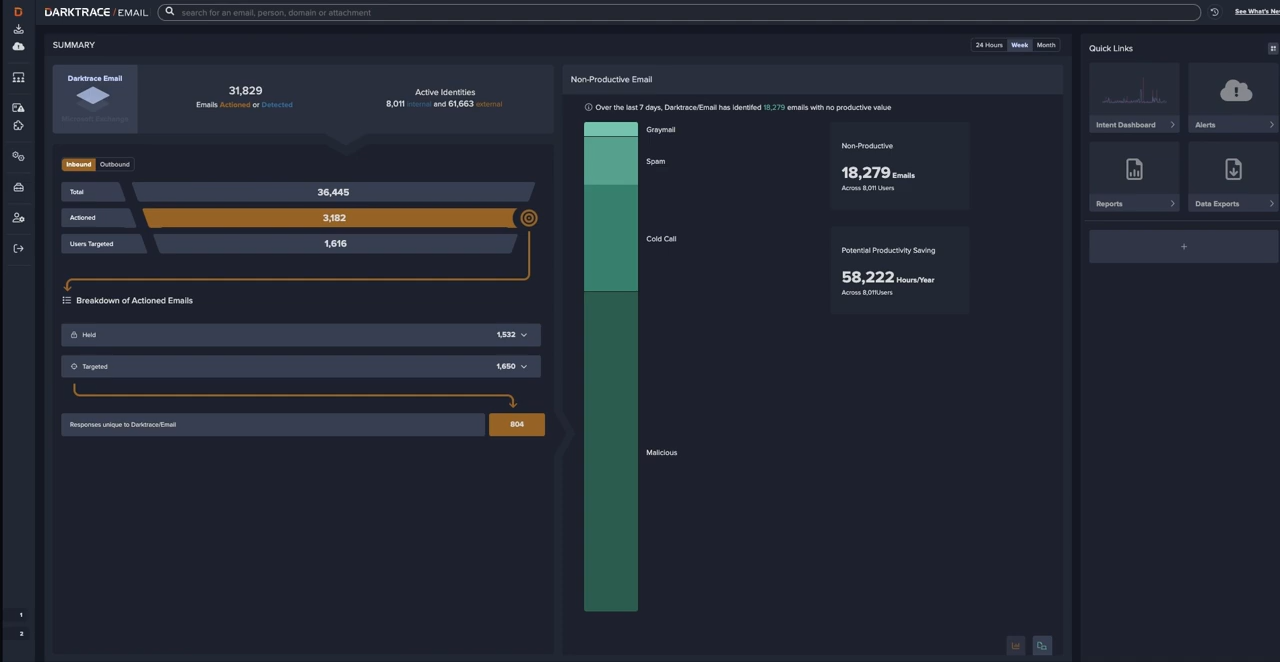 DARKTRACE / EMAIL
search for an email, person, domain or attachment
See What's New
SUMMARY
24 Hours
Week
Month
Darktrace Email
Microsoft Exchange
31,829
Emails Actioned or Detected
Active Identities
8,011 internal and 61,663 external
Inbound
Outbound
Total
36,445
Actioned
3,182
Users Targeted
1,616
Breakdown of Actioned Emails
Held
1,532
Targeted
1,650
Responses unique to Darktrace/Email
804
Non-Productive Email
Over the last 7 days, Darktrace/Email has identifed 18,279 emails with no productive value
Graymail
Spam
Cold Call
Malicious
Non-Productive
18,279 Emails
Across 8,011 Users
Potential Productivity Saving
58,222 Hours/Year
Across 8,011Users
Quick Links
Intent Dashboard
Alerts
Reports
Data Exports
+
1
2